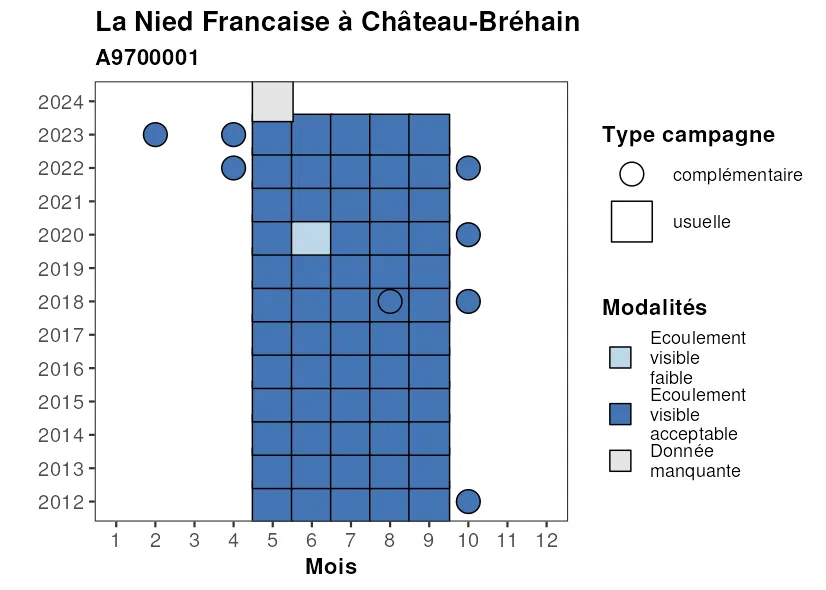 La Nied Francaise à Château-Bréhain
A9700001
2024
2023
2022
2021
2020
2019
2018
2017
2016
2015
2014
2013
2012
1 2 3 4 5 6 7 8 9 10 11 12
Mois
Type campagne
complémentaire
usuelle
Modalités
Ecoulement
visible
faible
Ecoulement
visible
acceptable
Donnée
manquante